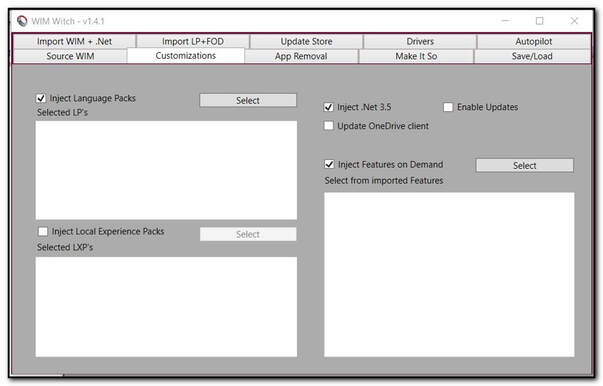 WIM Witch - v1.4.1
Import WIM + .Net Import LP+FOD Update Store Drivers Autopilot
Source WIM Customizations App Removal Make It So Save/Load
Inject Language Packs Select
Selected LP's
Inject .Net 3.5 Enable Updates
Update OneDrive client
Inject Features on Demand Select
Select from imported Features
Inject Local Experience Packs Select
Selected LXP's